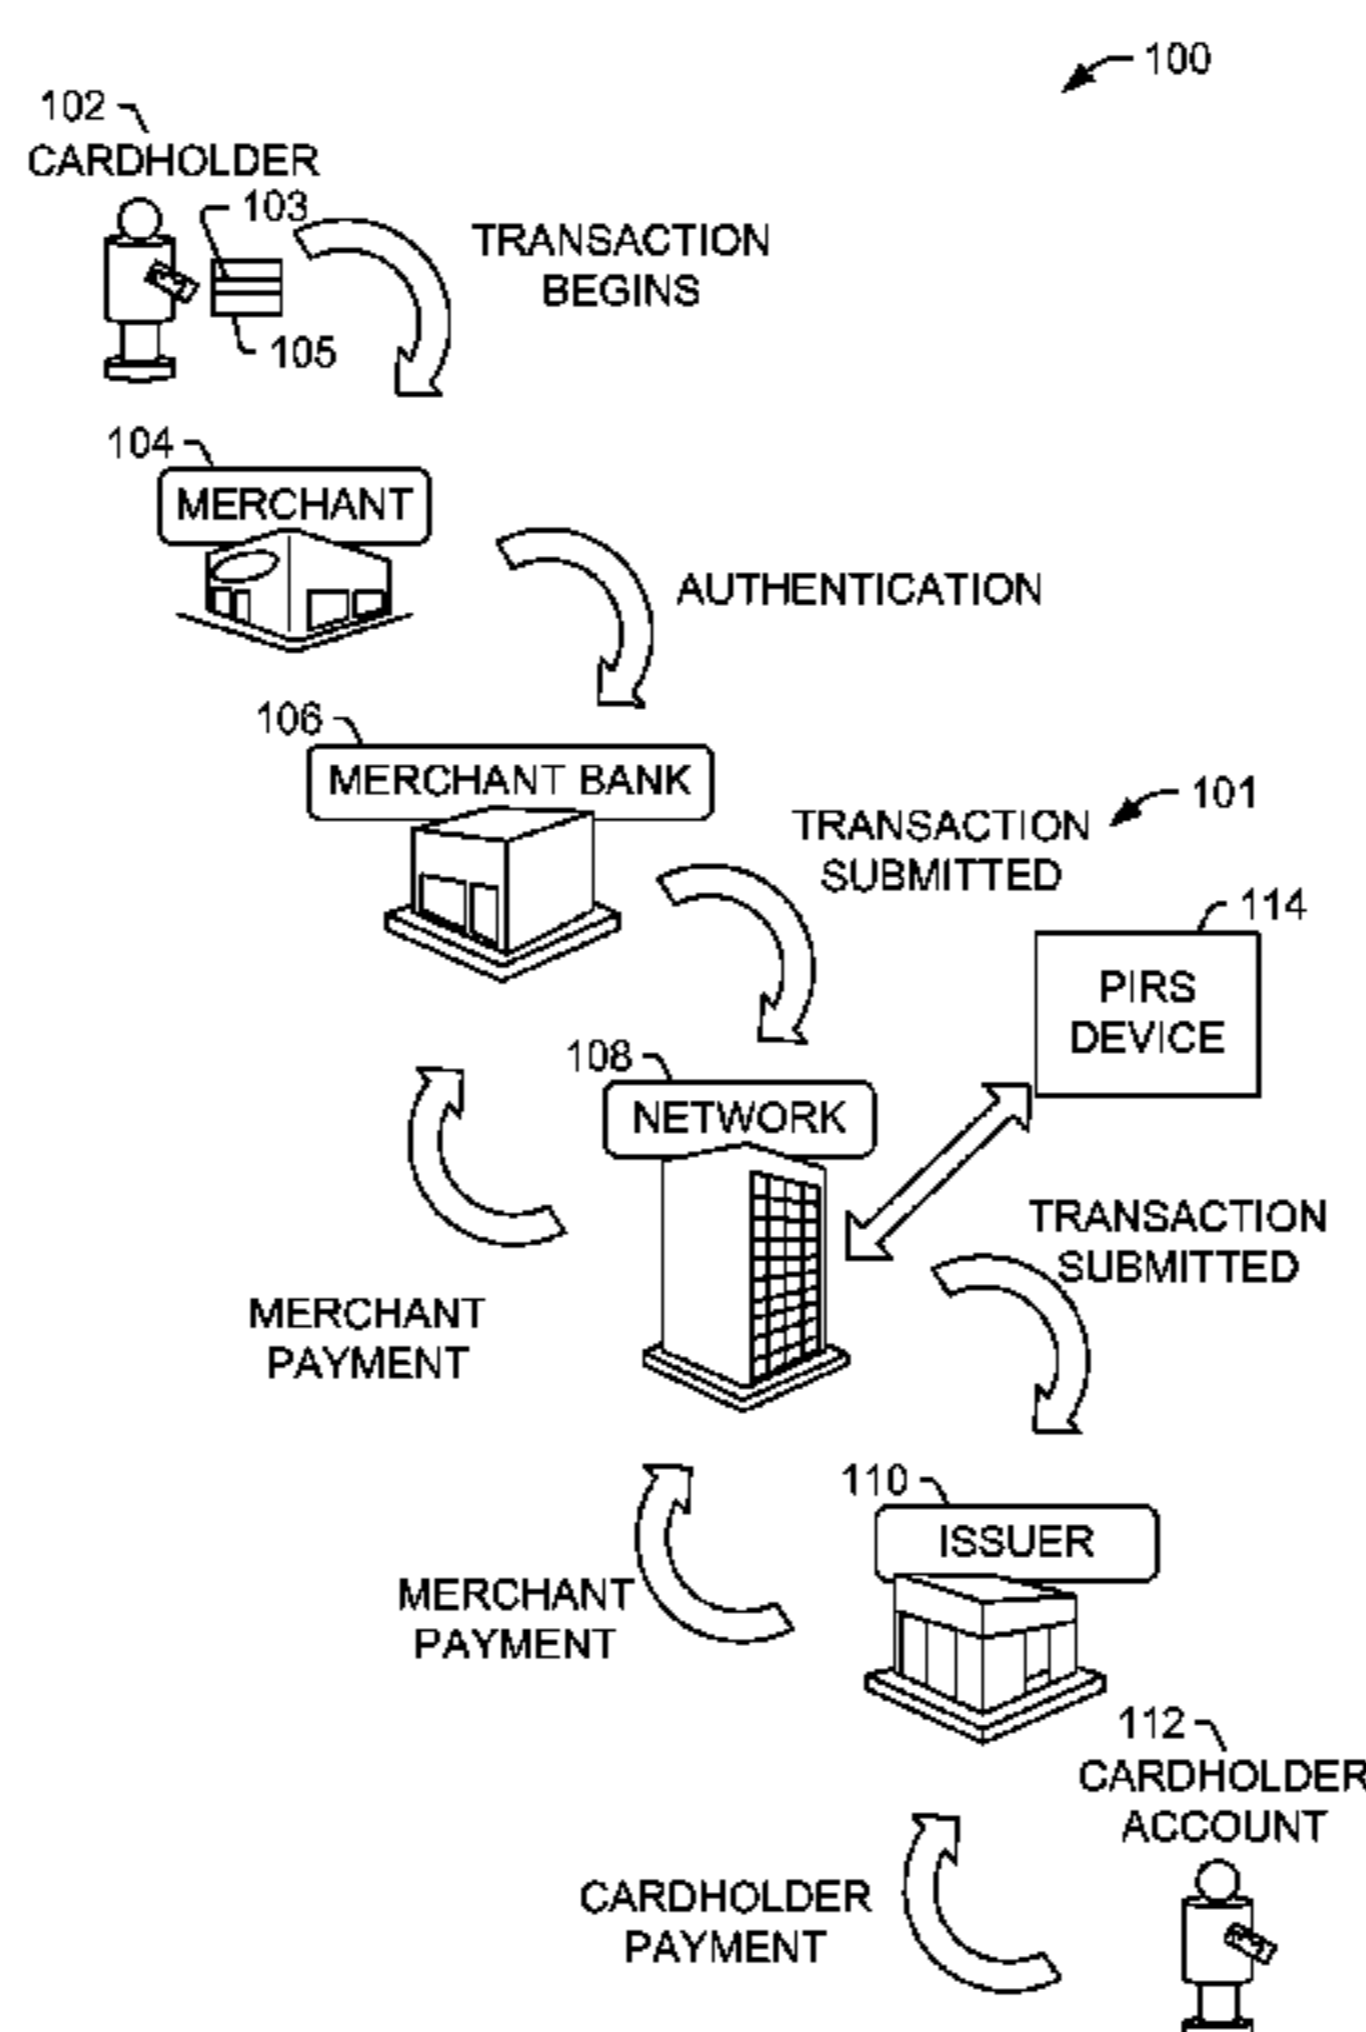 100
102
CARDHOLDER
103
TRANSACTION
BEGINS
105
104
MERCHANT
AUTHENTICATION
106
MERCHANT BANK
101
TRANSACTION
SUBMITTED
114
PIRS
DEVICE
108
NETWORK
TRANSACTION
SUBMITTED
MERCHANT
PAYMENT
110
ISSUER
MERCHANT
PAYMENT
112
CARDHOLDER
ACCOUNT
CARDHOLDER
PAYMENT